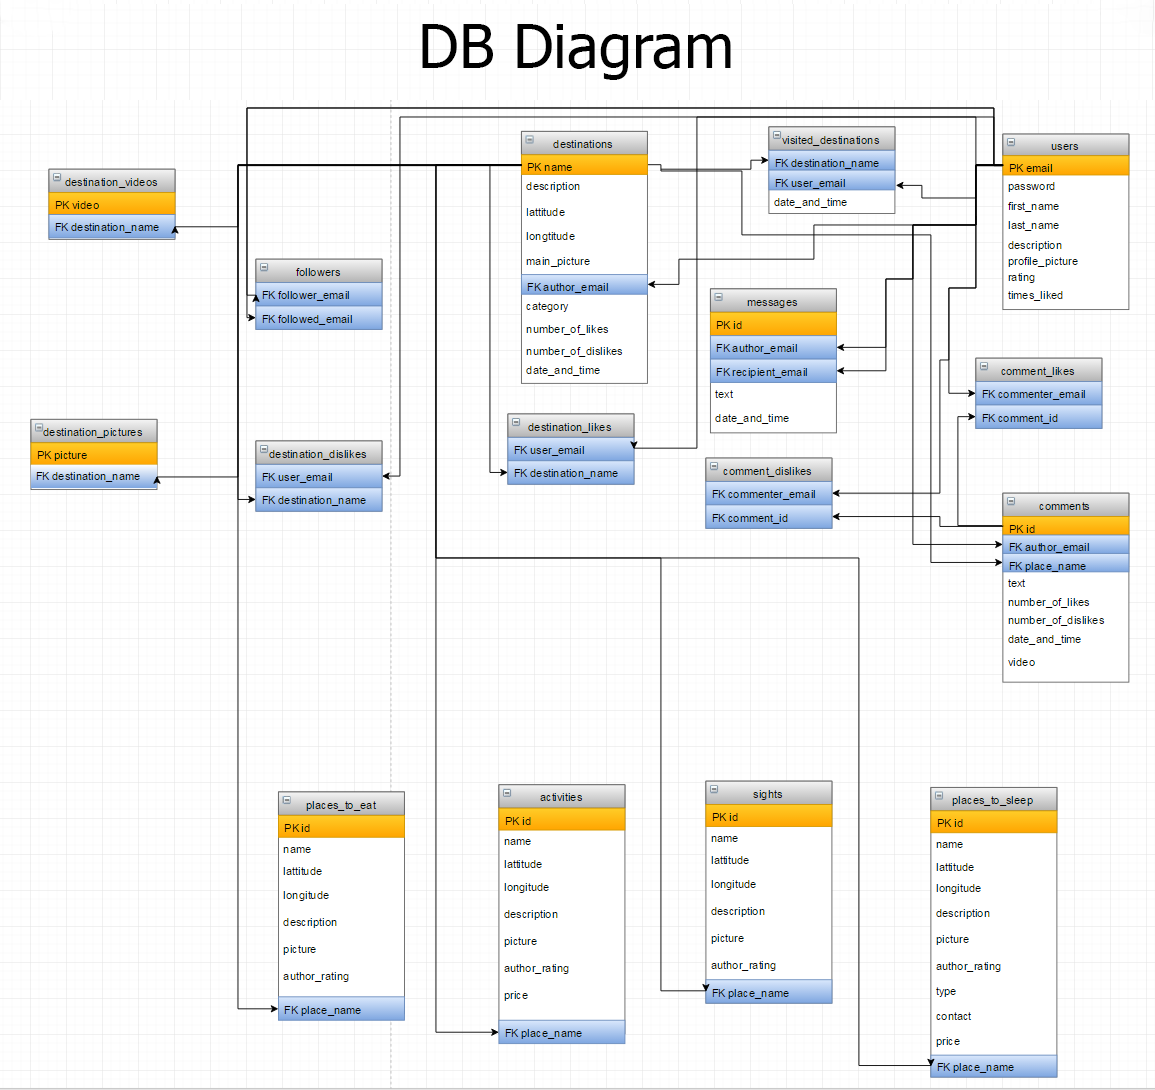 DB Diagram
destination_videos
PK video
FK destination_name
followers
FK follower_email
FK followed_email
destinations
PK name
description
lattitude
longtitude
main_picture
FK author_email
category
number_of_likes
number_of_dislikes
date_and_time
visited_destinations
FK destination_name
FK user_email
date_and_time
users
PK email
password
first_name
last_name
description
profile_picture
rating
times_liked
messages
PK id
FK author_email
FK recipient_email
text
date_and_time
comment_likes
FK commenter_email
FK comment_id
destination_pictures
PK picture
FK destination_name
destination_dislikes
FK user_email
FK destination_name
destination_likes
FK user_email
FK destination_name
comment_dislikes
FK commenter_email
FK comment_id
comments
PK id
FK author_email
FK place_name
text
number_of_likes
number_of_dislikes
date_and_time
video
places_to_eat
PK id
name
lattitude
longitude
description
picture
author_rating
FK place_name
activities
PK id
name
lattitude
longitude
description
picture
author_rating
price
FK place_name
sights
PK id
name
lattitude
longitude
description
picture
author_rating
FK place_name
places_to_sleep
PK id
name
lattitude
longitude
description
picture
author_rating
type
contact
price
FK place_name